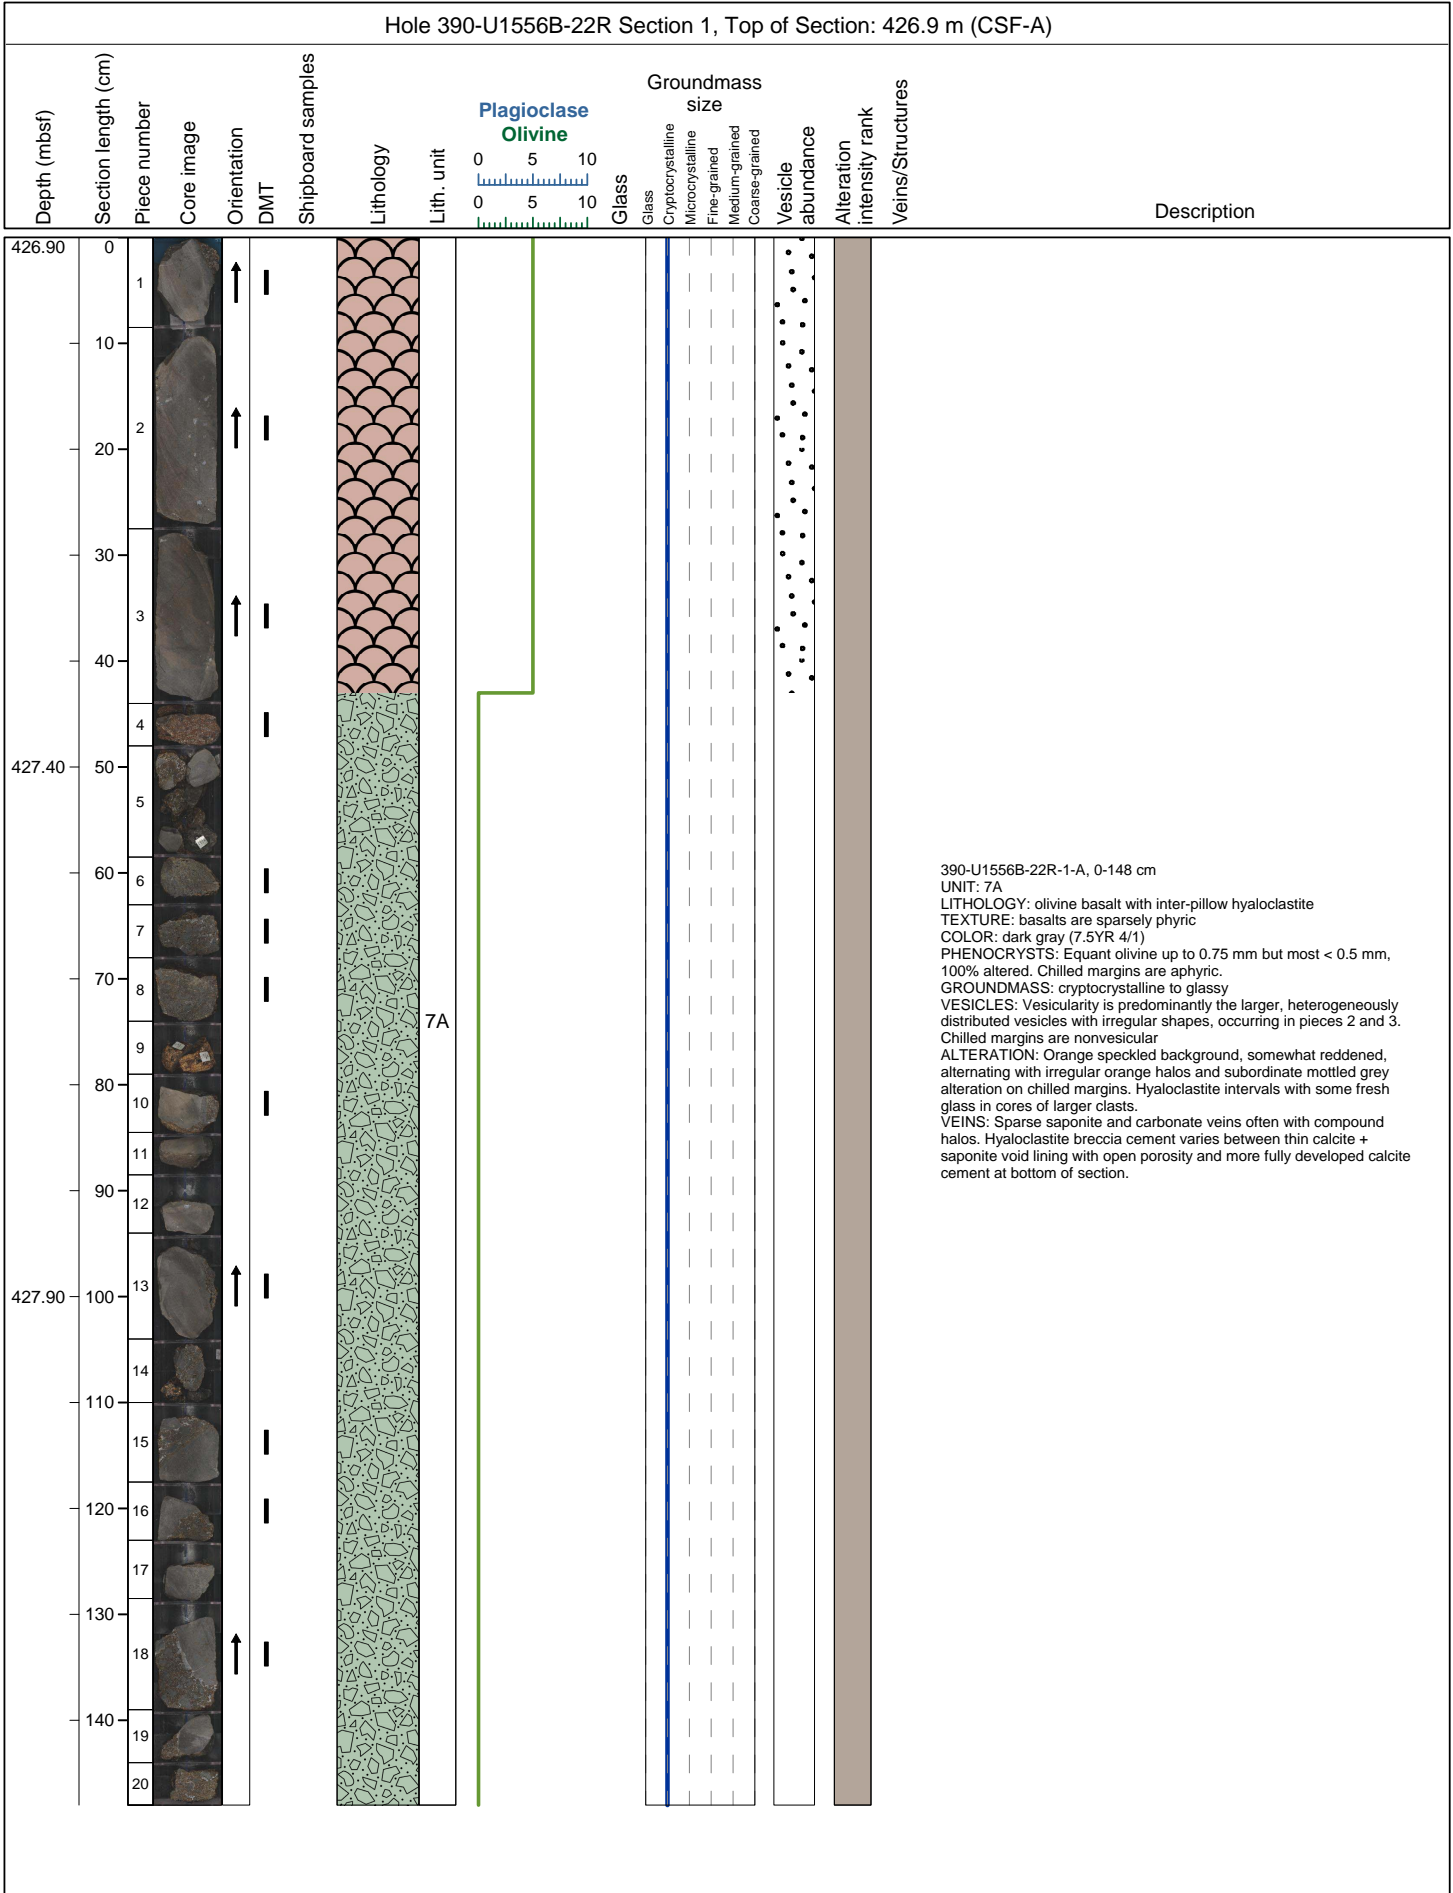 Hole 390-U1556B-22R Section 1, Top of Section: 426.9 m (CSF-A)
Depth (mbsf)
Section length (cm)
Piece number
Core image
Orientation
DMT
Shipboard samples
Lithology
Lith. unit
Plagioclase
Olivine
0 5 10
0 5 10
Glass
Groundmass
size
Glass
Cryptocrystalline
Microcrystalline
Fine-grained
Medium-grained
Coarse-grained
Vesicle
abundance
Alteration
intensity rank
Veins/Structures
Description
426.90
427.40
427.90
0
10
20
30
40
50
60
70
80
90
100
110
120
130
140
1
2
3
4
5
6
7
8
9
10
11
12
13
14
15
16
17
18
19
20
7A
390-U1556B-22R-1-A, 0-148 cm
UNIT: 7A
LITHOLOGY: olivine basalt with inter-pillow hyaloclastite
TEXTURE: basalts are sparsely phyric
COLOR: dark gray (7.5YR 4/1)
PHENOCRYSTS: Equant olivine up to 0.75 mm but most < 0.5 mm,
100% altered. Chilled margins are aphyric.
GROUNDMASS: cryptocrystalline to glassy
VESICLES: Vesicularity is predominantly the larger, heterogeneously
distributed vesicles with irregular shapes, occurring in pieces 2 and 3.
Chilled margins are nonvesicular
ALTERATION: Orange speckled background, somewhat reddened,
alternating with irregular orange halos and subordinate mottled grey
alteration on chilled margins. Hyaloclastite intervals with some fresh
glass in cores of larger clasts.
VEINS: Sparse saponite and carbonate veins often with compound
halos. Hyaloclastite breccia cement varies between thin calcite +
saponite void lining with open porosity and more fully developed calcite
cement at bottom of section.